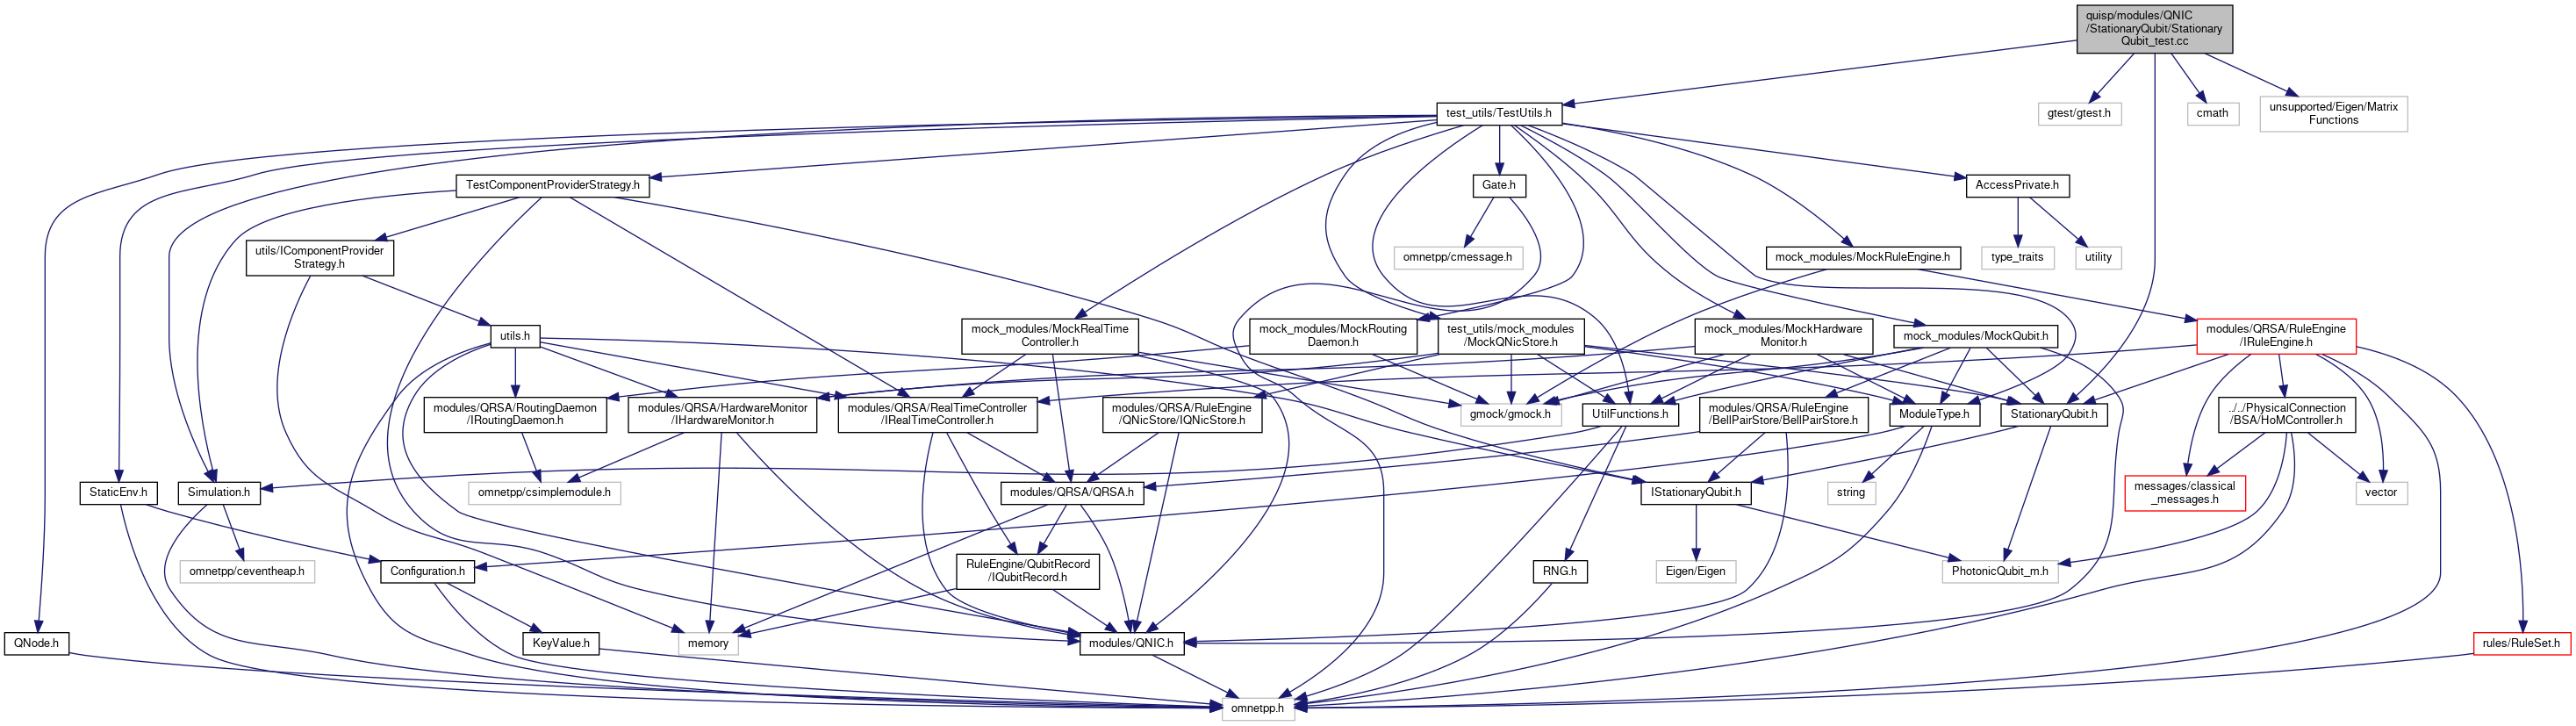 quisp/modules/QNIC
/StationaryQubit/Stationary
Qubit_test.cc
test_utils/TestUtils.h
gtest/gtest.h
cmath
unsupported/Eigen/Matrix
Functions
TestComponentProviderStrategy.h
Gate.h
AccessPrivate.h
utils/IComponentProvider
Strategy.h
omnetpp/cmessage.h
mock_modules/MockRuleEngine.h
type_traits
utility
utils.h
mock_modules/MockRealTime
Controller.h
mock_modules/MockRouting
Daemon.h
test_utils/mock_modules
/MockQNicStore.h
mock_modules/MockHardware
Monitor.h
mock_modules/MockQubit.h
modules/QRSA/RuleEngine
/IRuleEngine.h
modules/QRSA/RoutingDaemon
/IRoutingDaemon.h
modules/QRSA/HardwareMonitor
/IHardwareMonitor.h
modules/QRSA/RealTimeController
/IRealTimeController.h
modules/QRSA/RuleEngine
/QNicStore/IQNicStore.h
gmock/gmock.h
UtilFunctions.h
modules/QRSA/RuleEngine
/BellPairStore/BellPairStore.h
ModuleType.h
StationaryQubit.h
../../PhysicalConnection
/BSA/HoMController.h
StaticEnv.h
Simulation.h
omnetpp/csimplemodule.h
modules/QRSA/QRSA.h
IStationaryQubit.h
string
messages/classical
_messages.h
vector
omnetpp/ceventheap.h
Configuration.h
RuleEngine/QubitRecord
/IQubitRecord.h
RNG.h
Eigen/Eigen
PhotonicQubit_m.h
QNode.h
KeyValue.h
memory
modules/QNIC.h
rules/RuleSet.h
omnetpp.h